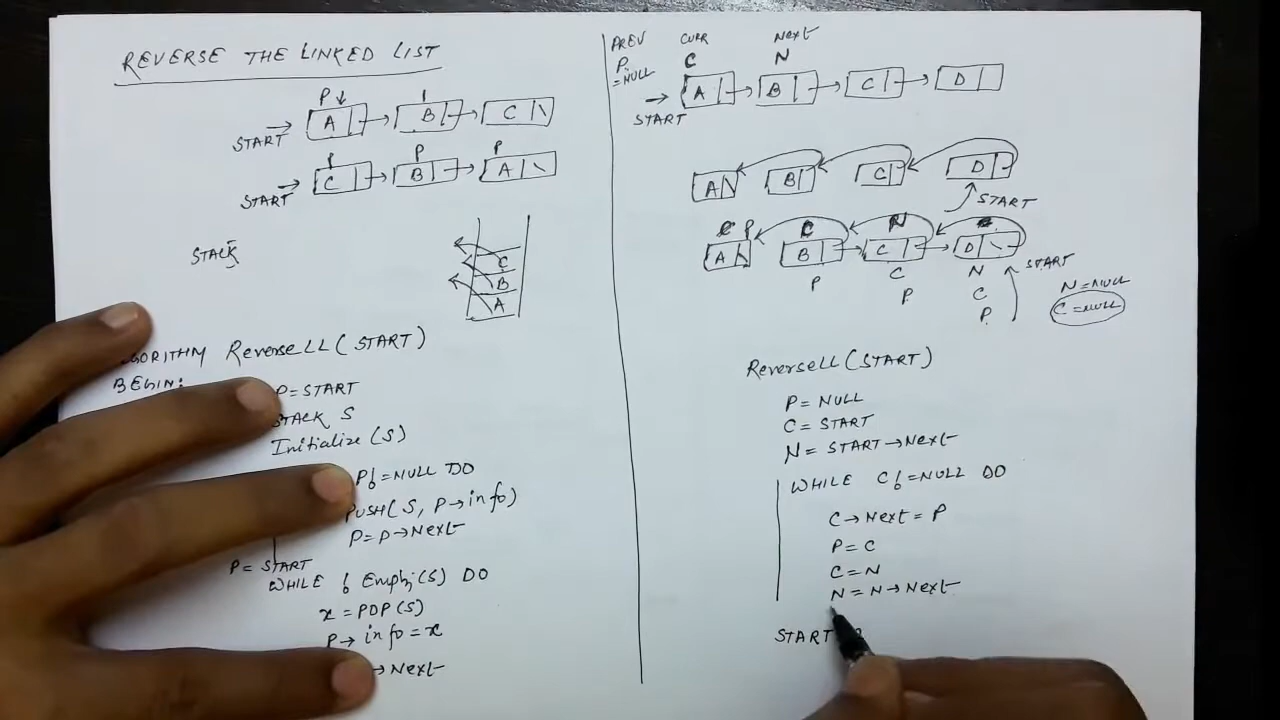 REVERSE THE LINKED LIST
P
START A B C
P P P
START C B A
STACK
C
B
A
ALGORITHM ReverseLL(START)
BEGIN:
P=START
STACK S
Initialize(S)
P!=NULL DO
PUSH(S, P→info)
P=P→Next
P=START
WHILE !Empty(S) DO
x=POP(S)
P→info=x
→Next
PREV CURR Next
P C N
=NULL
START A B C D
A B C D
START
C P C N
A B C D
START
P C N
P C
P
N=NULL
C=NULL
ReverseLL(START)
P=NULL
C=START
N=START→Next
WHILE C!=NULL DO
C→Next=P
P=C
C=N
N=N→Next
START